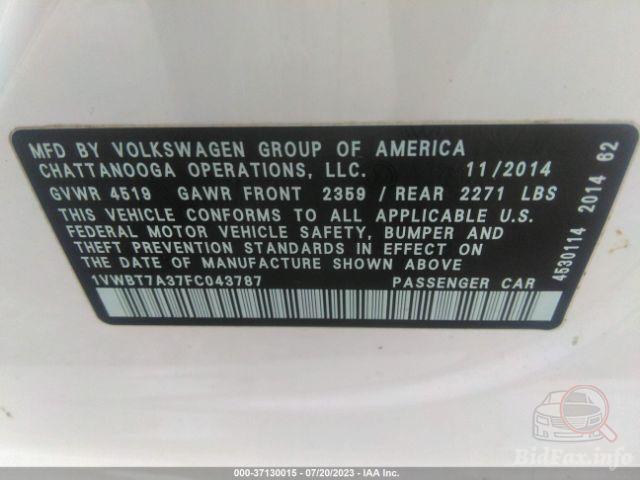 MFD BY VOLKSWAGEN GROUP OF AMERICA
CHATTANOOGA OPERATIONS, LLC. 11/2014
GVWR 4519 GAWR FRONT 2359 / REAR 2271 LBS
THIS VEHICLE CONFORMS TO ALL APPLICABLE U.S.
FEDERAL MOTOR VEHICLE SAFETY, BUMPER AND
THEFT PREVENTION STANDARDS IN EFFECT ON
THE DATE OF MANUFACTURE SHOWN ABOVE
1VWBT7A37FC043787 PASSENGER CAR
4530114 2014 62
BidFax.info
000-37130015 - 07/20/2023 - IAA Inc.